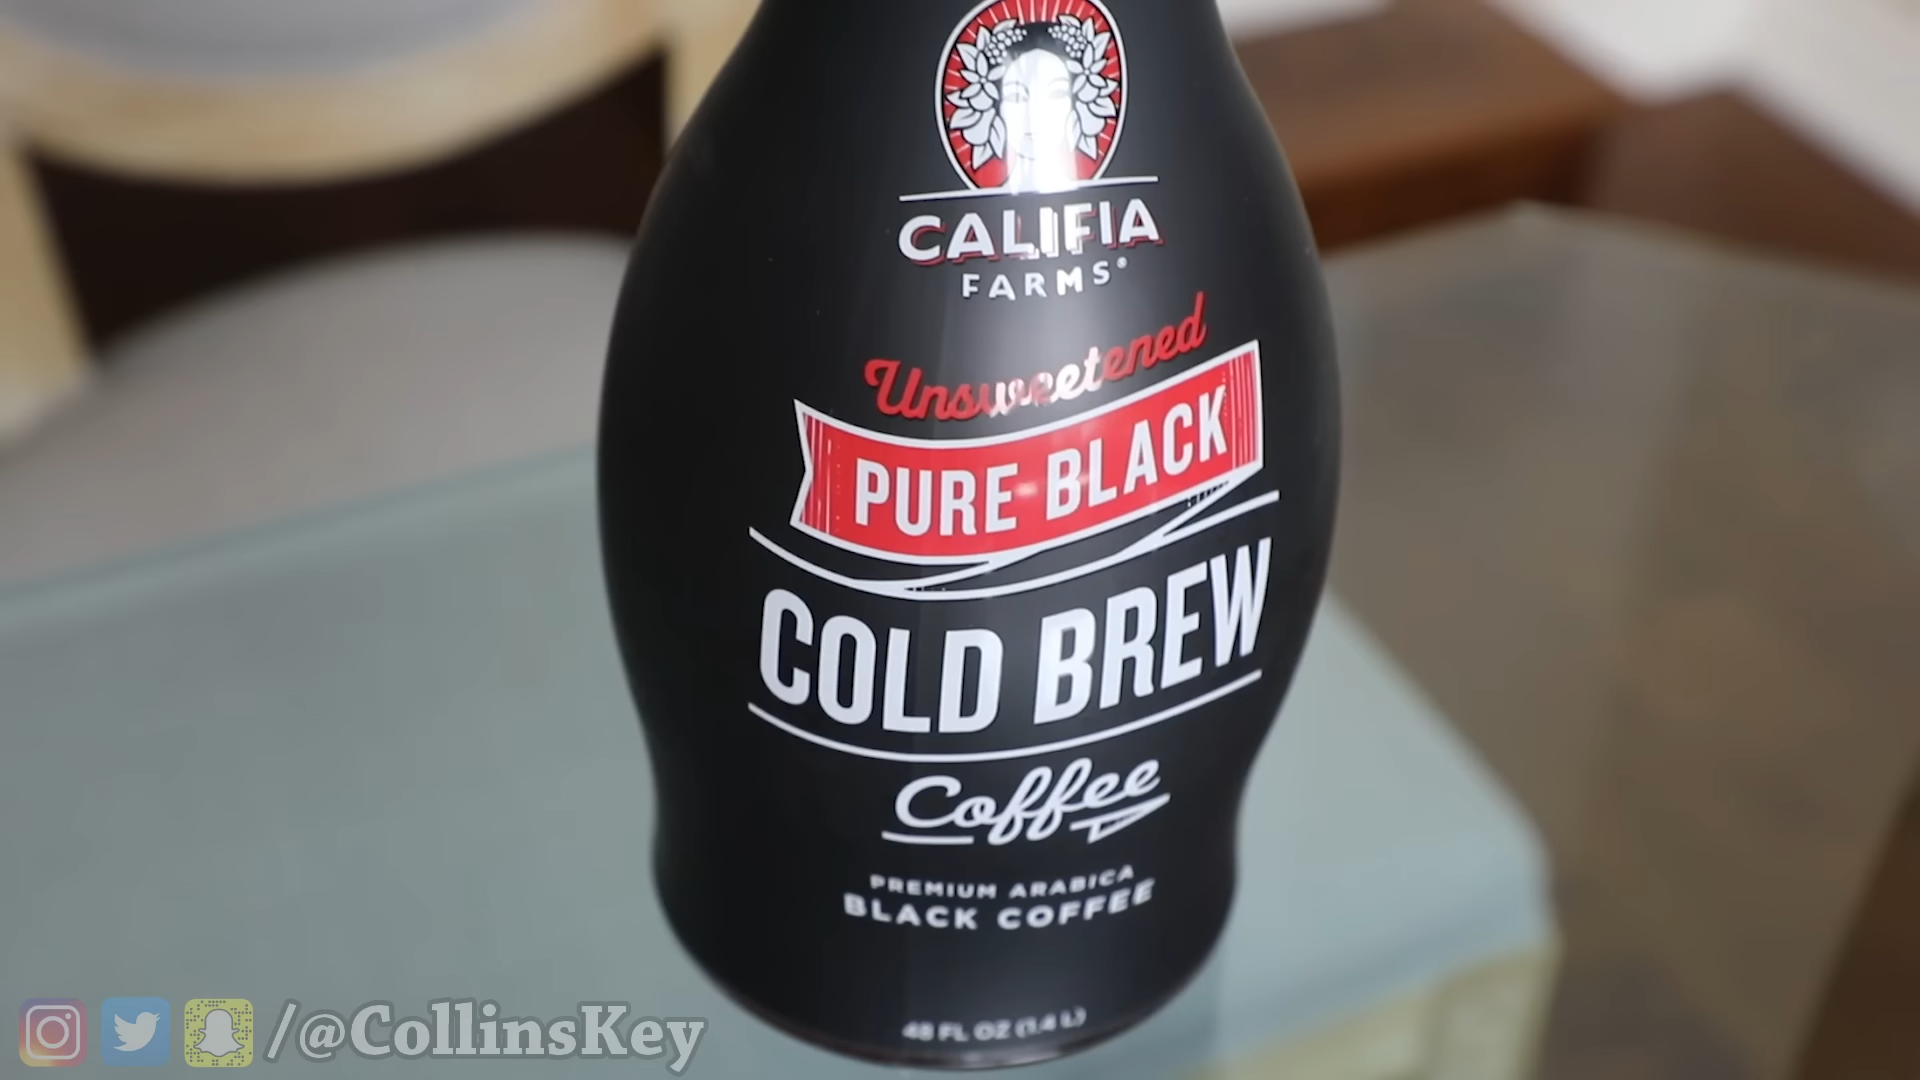 CALIFIA
FARMS®
Unsweetened
PURE BLACK
COLD BREW
Coffee
PREMIUM ARABICA
BLACK COFFEE
48 FL OZ (1.4 L)
/@CollinsKey